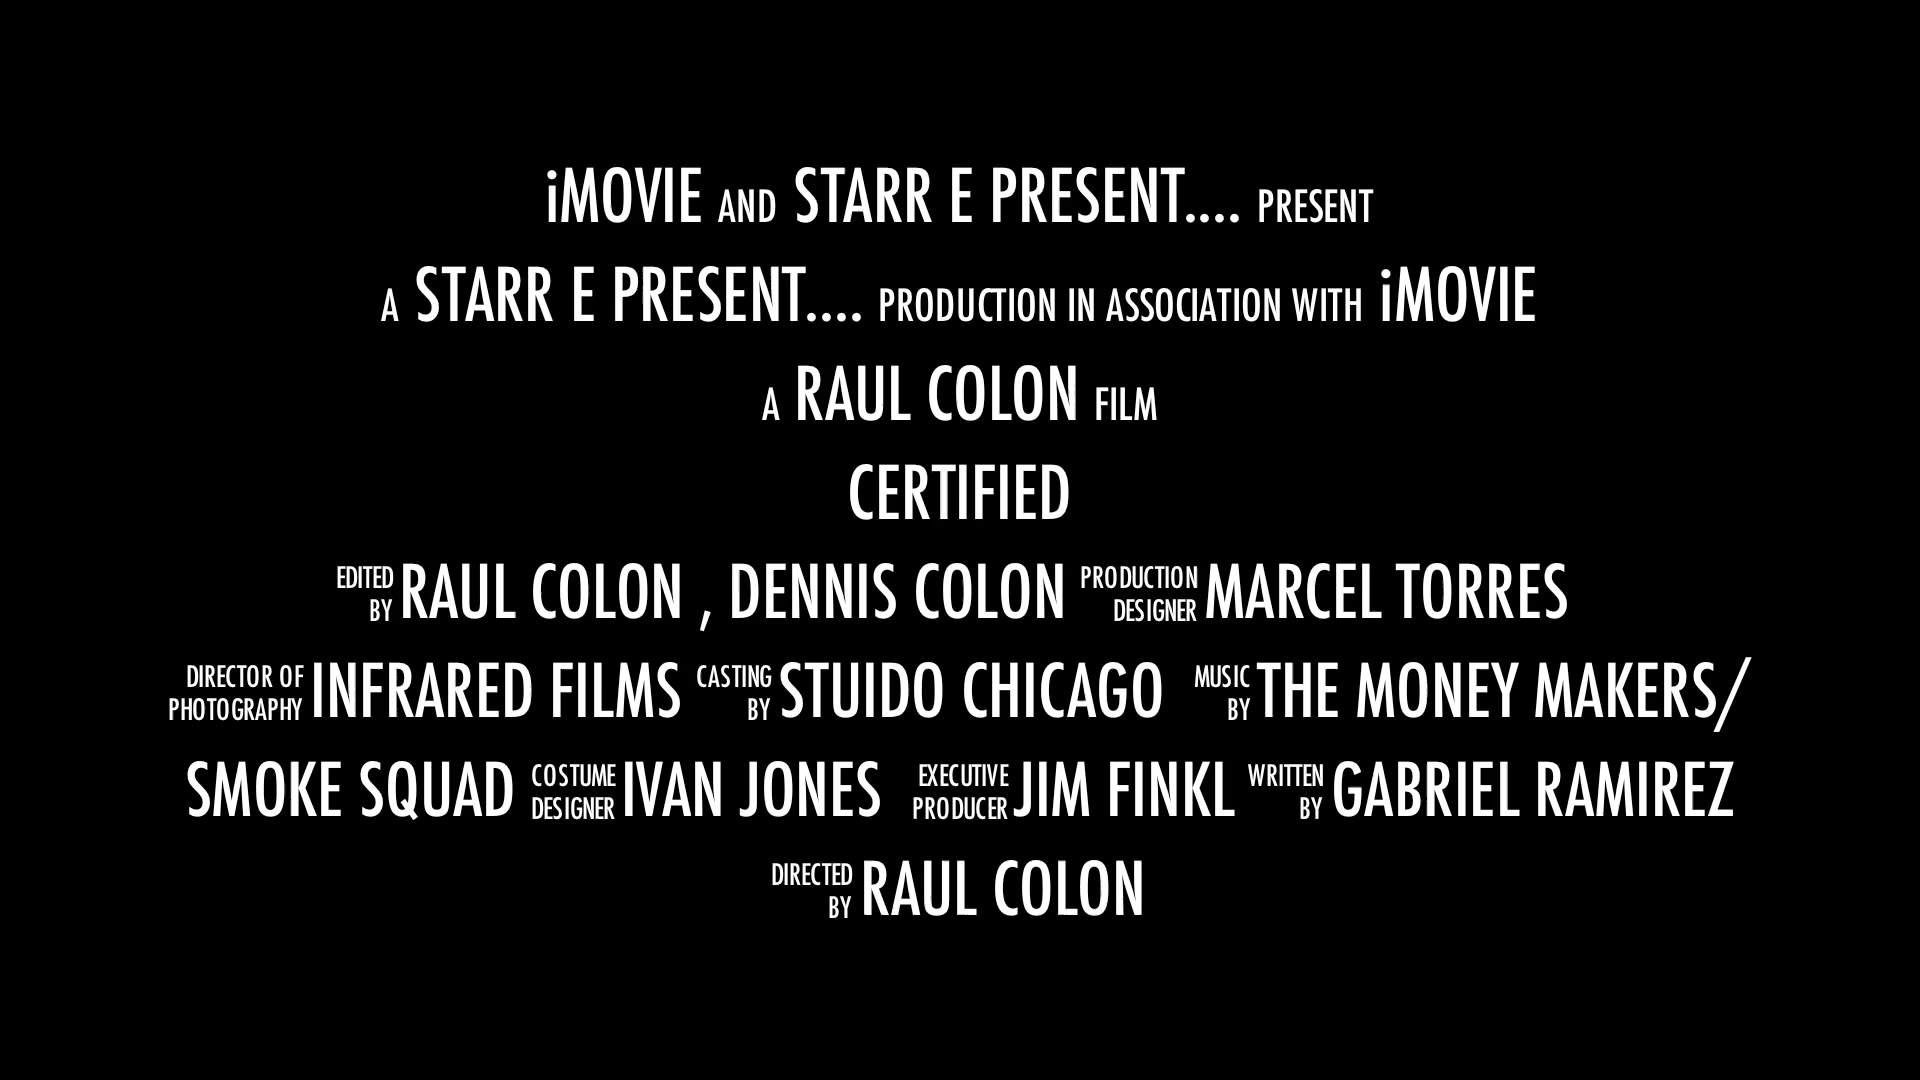 iMOVIE AND STARR E PRESENT.... PRESENT
A STARR E PRESENT.... PRODUCTION IN ASSOCIATION WITH iMOVIE
A RAUL COLON FILM
CERTIFIED
EDITED BY RAUL COLON , DENNIS COLON PRODUCTION DESIGNER MARCEL TORRES
DIRECTOR OF PHOTOGRAPHY INFRARED FILMS CASTING BY STUIDO CHICAGO MUSIC BY THE MONEY MAKERS/
SMOKE SQUAD COSTUME DESIGNER IVAN JONES EXECUTIVE PRODUCER JIM FINKL WRITTEN BY GABRIEL RAMIREZ
DIRECTED BY RAUL COLON